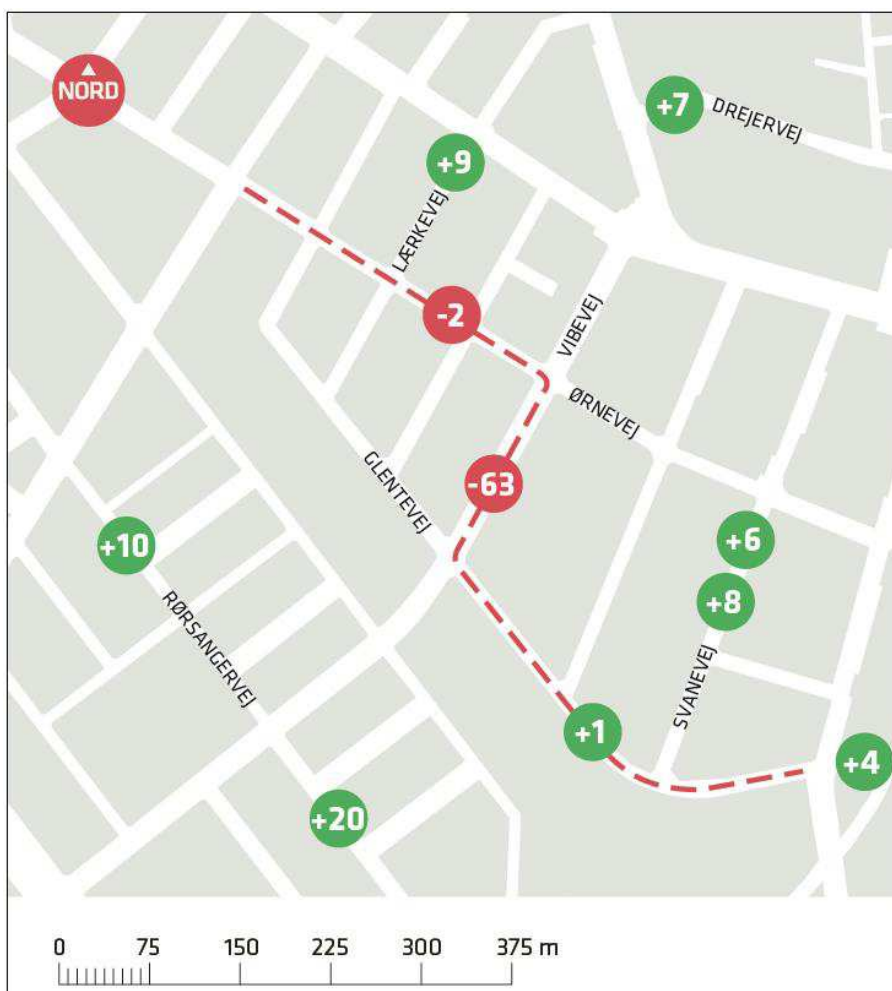 NORD
+7
DREJERVEJ
+9
LÆRKEVEJ
-2
VIBEVEJ
ØRNEVEJ
GLENTEVEJ
-63
+10
+6
+8
RØRSANGERVEJ
SVANEVEJ
+1
+4
+20
0 75 150 225 300 375 m